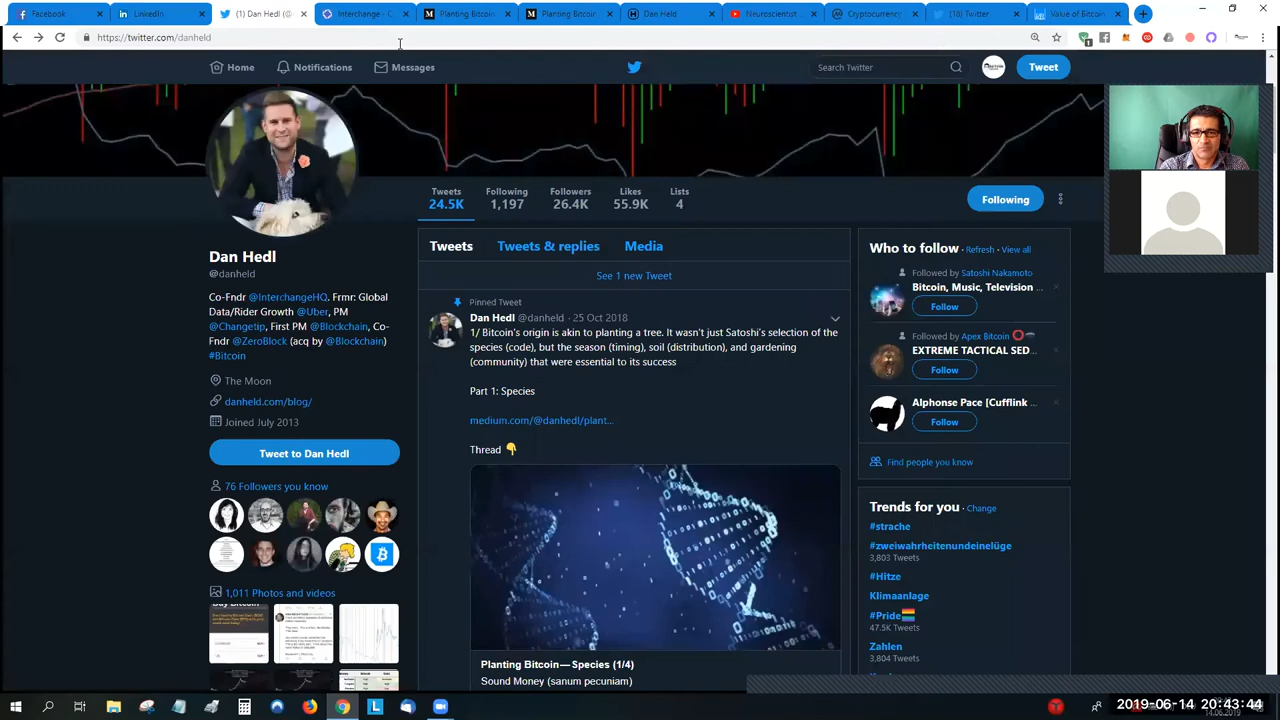 Facebook
LinkedIn
(1) Dan Hedl (@
Interchange - C
Planting Bitcoin
Planting Bitcoin
Dan Held
Neuroscientist
Cryptocurrency
(18) Twitter
Value of Bitcoin
https://twitter.com/danheld
Home
Notifications
Messages
Search Twitter
Tweet
Tweets
24.5K
Following
1,197
Followers
26.4K
Likes
55.9K
Lists
4
Following
Dan Hedl
@danheld
Co-Fndr @InterchangeHQ. Frmr: Global
Data/Rider Growth @Uber, PM
@Changetip, First PM @Blockchain, Co-
Fndr @ZeroBlock (acq by @Blockchain)
#Bitcoin
The Moon
danheld.com/blog/
Joined July 2013
Tweet to Dan Hedl
76 Followers you know
1,011 Photos and videos
Buy Bitcoin
Tweets
Tweets & replies
Media
See 1 new Tweet
Pinned Tweet
Dan Hedl @danheld · 25 Oct 2018
1/ Bitcoin's origin is akin to planting a tree. It wasn't just Satoshi's selection of the
species (code), but the season (timing), soil (distribution), and gardening
(community) that were essential to its success
Part 1: Species
medium.com/@danhedl/plant...
Thread 👇
Planting Bitcoin—Species (1/4)
Sound Money (sanum pecuniam)
Who to follow · Refresh · View all
Followed by Satoshi Nakamoto
Bitcoin, Music, Television ...
Follow
Followed by Apex Bitcoin
EXTREME TACTICAL SED...
Follow
Alphonse Pace [Cufflink ...
Follow
Find people you know
Trends for you · Change
#strache
#zweiwahrheitenundeinelüge
3,803 Tweets
#Hitze
Klimaanlage
#Pride
47.5K Tweets
Zahlen
3,804 Tweets
2019-06-14 20:43:44
14.06.2019